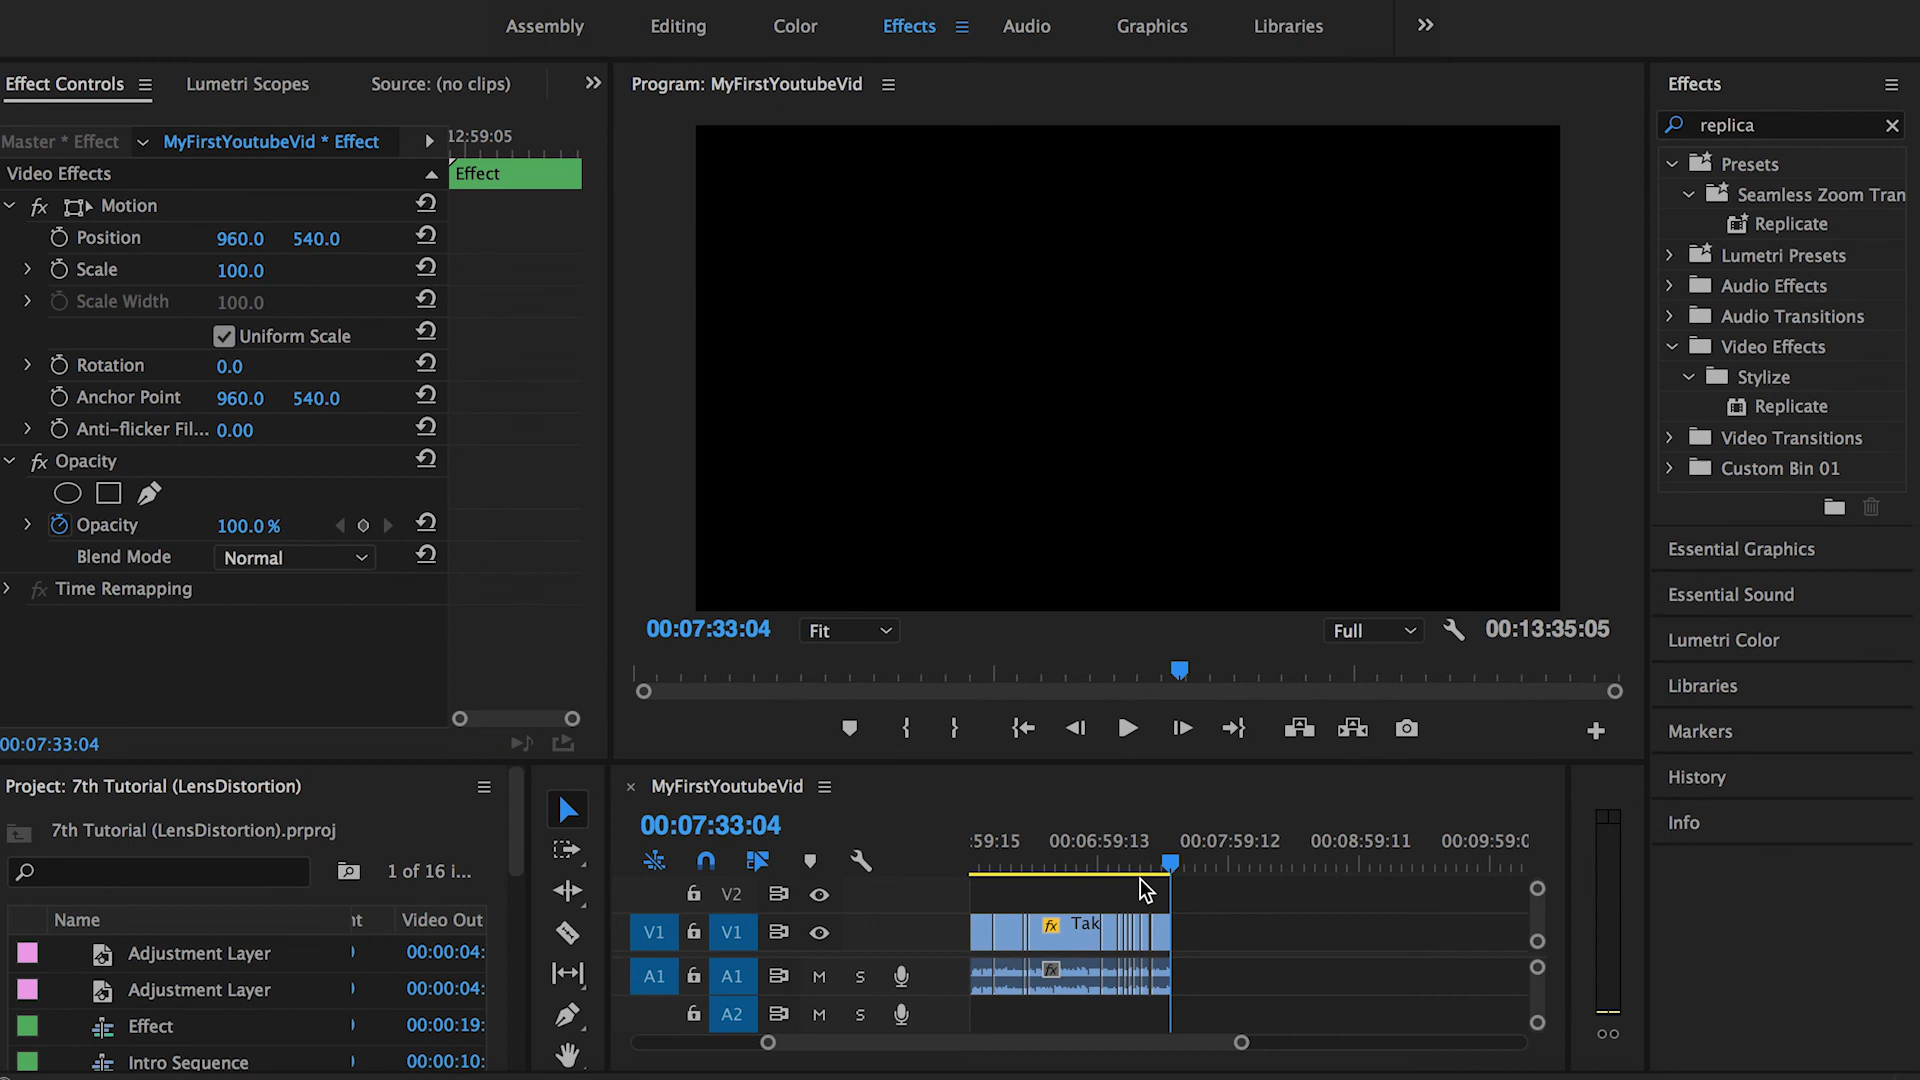 Assembly Editing Color Effects Audio Graphics Libraries
Effect Controls Lumetri Scopes Source: (no clips)
Master * Effect MyFirstYoutubeVid * Effect
12:59:05
Video Effects
Effect
fx Motion
Position 960.0 540.0
Scale 100.0
Scale Width 100.0
Uniform Scale
Rotation 0.0
Anchor Point 960.0 540.0
Anti-flicker Fil... 0.00
fx Opacity
Opacity 100.0 %
Blend Mode Normal
fx Time Remapping
00:07:33:04
Program: MyFirstYoutubeVid
00:07:33:04 Fit Full 00:13:35:05
Effects
replica
Presets
Seamless Zoom Tran
Replicate
Lumetri Presets
Audio Effects
Audio Transitions
Video Effects
Stylize
Replicate
Video Transitions
Custom Bin 01
Essential Graphics
Essential Sound
Lumetri Color
Libraries
Markers
History
Info
Project: 7th Tutorial (LensDistortion)
7th Tutorial (LensDistortion).prproj
1 of 16 i...
Name Video Out
Adjustment Layer 00:00:04:
Adjustment Layer 00:00:04:
Effect 00:00:19:
Intro Sequence 00:00:10:
MyFirstYoutubeVid
00:07:33:04
:59:15 00:06:59:13 00:07:59:12 00:08:59:11 00:09:59:0
V2
V1 V1 fx Tak
A1 A1 M S fx
A2 M S